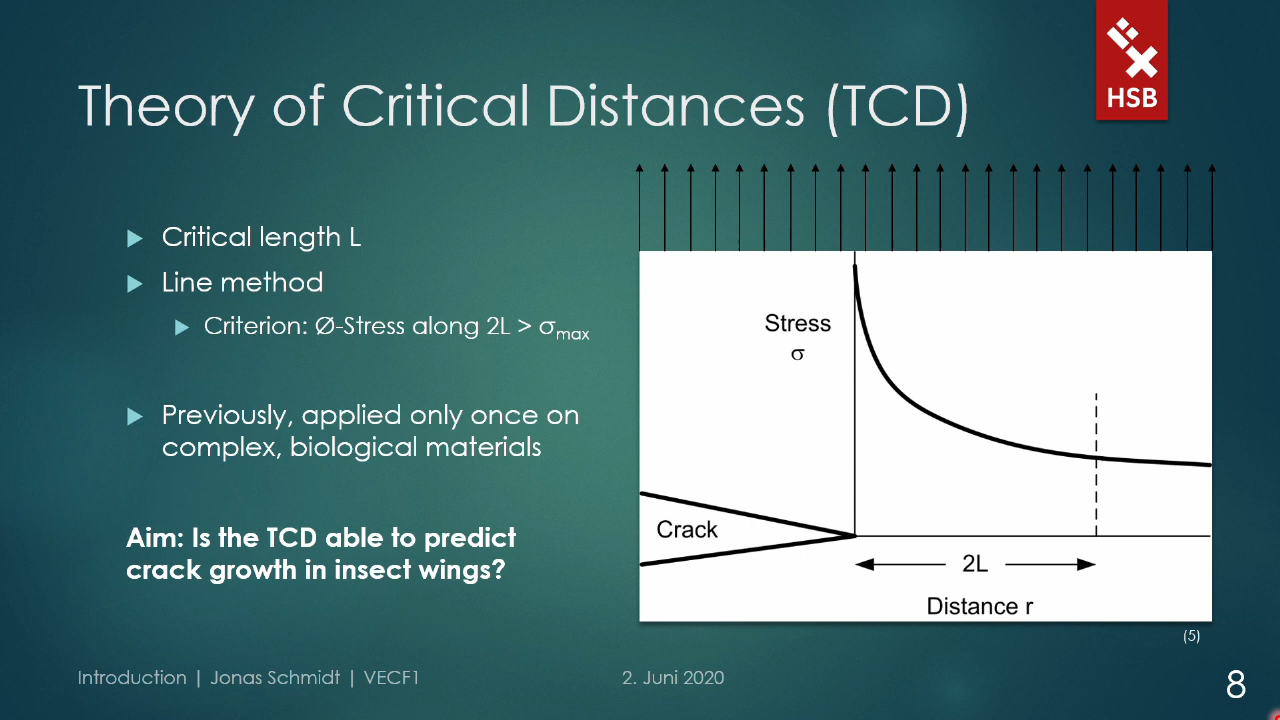 HSB
Theory of Critical Distances (TCD)
Critical length L
Line method
Criterion: Ø-Stress along 2L > σmax
Previously, applied only once on
complex, biological materials
Aim: Is the TCD able to predict
crack growth in insect wings?
Stress
σ
Crack
2L
Distance r
(5)
Introduction | Jonas Schmidt | VECF1
2. Juni 2020
8